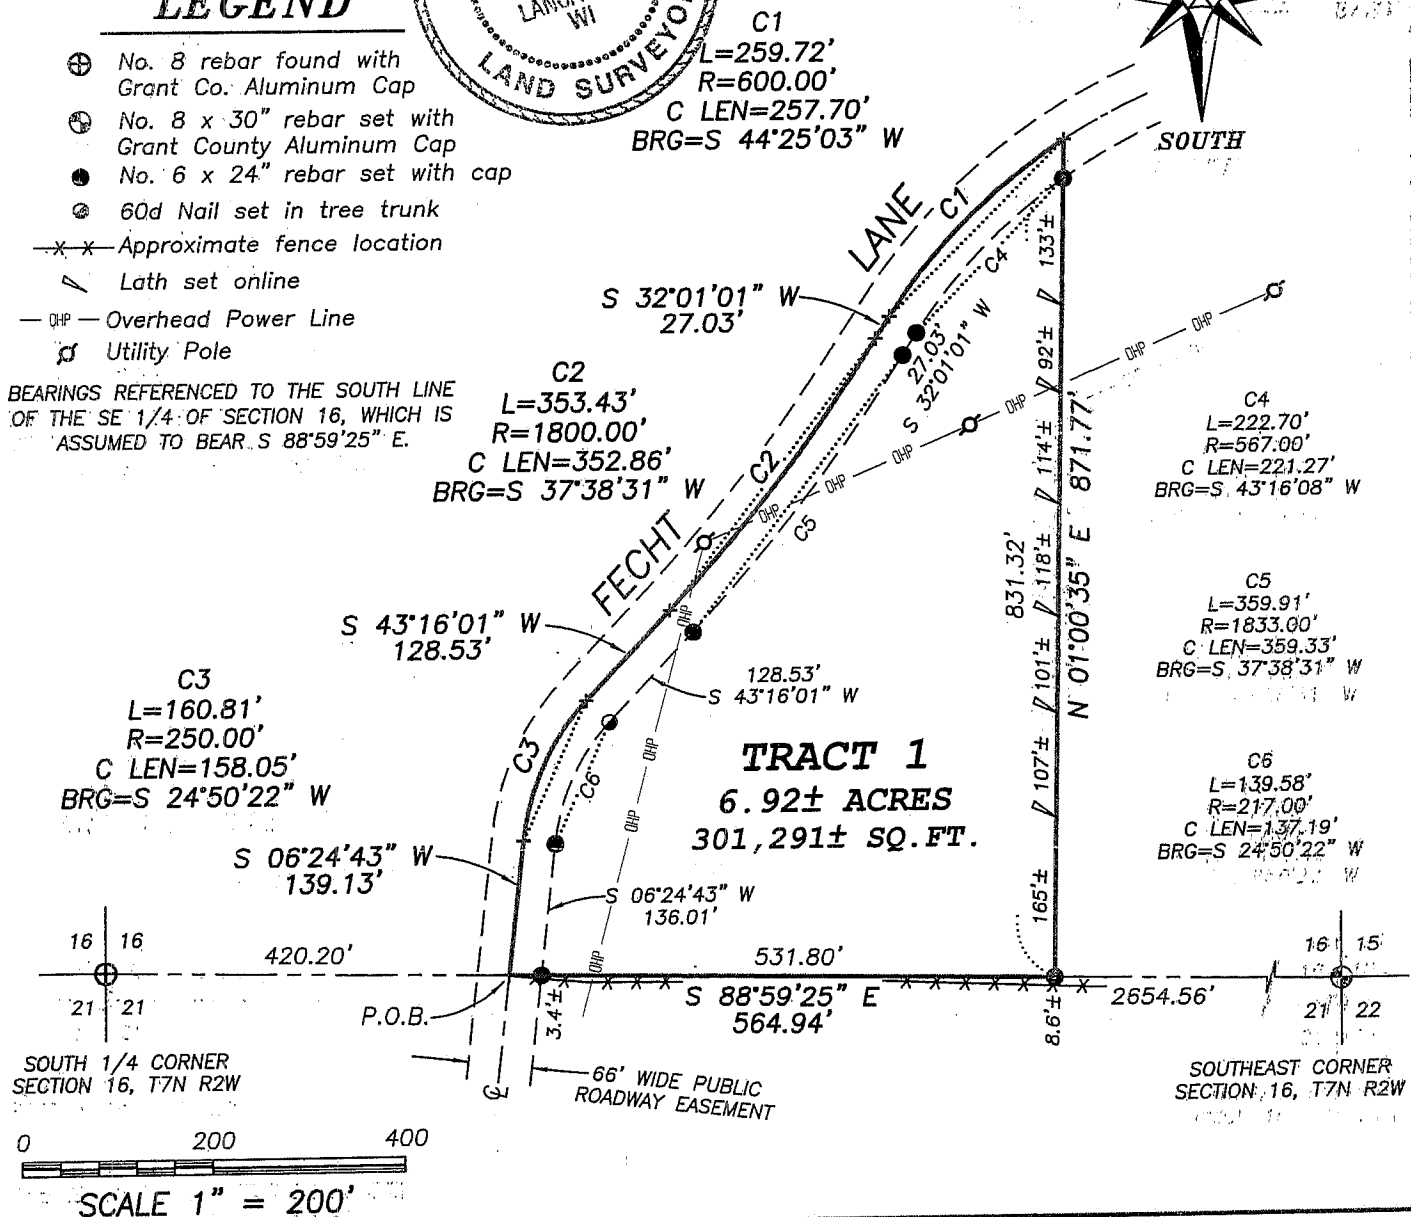 LEGEND
No. 8 rebar found with
Grant Co. Aluminum Cap
No. 8 x 30" rebar set with
Grant County Aluminum Cap
No. 6 x 24" rebar set with cap
60d Nail set in tree trunk
Approximate fence location
Lath set online
OHP Overhead Power Line
Utility Pole
BEARINGS REFERENCED TO THE SOUTH LINE
OF THE SE 1/4 OF SECTION 16, WHICH IS
ASSUMED TO BEAR S 88°59'25" E.
WI
LAND SURVEYOR
C1
L=259.72'
R=600.00'
C LEN=257.70'
BRG=S 44°25'03" W
SOUTH
LANE
C1
C4
133'±
S 32°01'01" W
27.03'
27.03'
S 32°01'01" W
92'±
OHP
OHP
OHP
OHP
OHP
OHP
C2
L=353.43'
R=1800.00'
C LEN=352.86'
BRG=S 37°38'31" W
C2
C5
114'±
N 01°00'35" E 871.77'
831.32'
118'±
C4
L=222.70'
R=567.00'
C LEN=221.27'
BRG=S 43°16'08" W
FECHT
S 43°16'01" W
128.53'
OHP
128.53'
S 43°16'01" W
101'±
C5
L=359.91'
R=1833.00'
C LEN=359.33'
BRG=S 37°38'31" W
C3
L=160.81'
R=250.00'
C LEN=158.05'
BRG=S 24°50'22" W
C3
C6
OHP
OHP
TRACT 1
6.92± ACRES
301,291± SQ.FT.
107'±
C6
L=139.58'
R=217.00'
C LEN=137.19'
BRG=S 24°50'22" W
S 06°24'43" W
139.13'
S 06°24'43" W
136.01'
165'±
16 16
21 21
420.20'
OHP
531.80'
S 88°59'25" E
564.94'
2654.56'
16 15
21 22
P.O.B.
3.4'±
8.6'±
SOUTH 1/4 CORNER
SECTION 16, T7N R2W
CL
66' WIDE PUBLIC
ROADWAY EASEMENT
SOUTHEAST CORNER
SECTION 16, T7N R2W
0 200 400
SCALE 1" = 200'